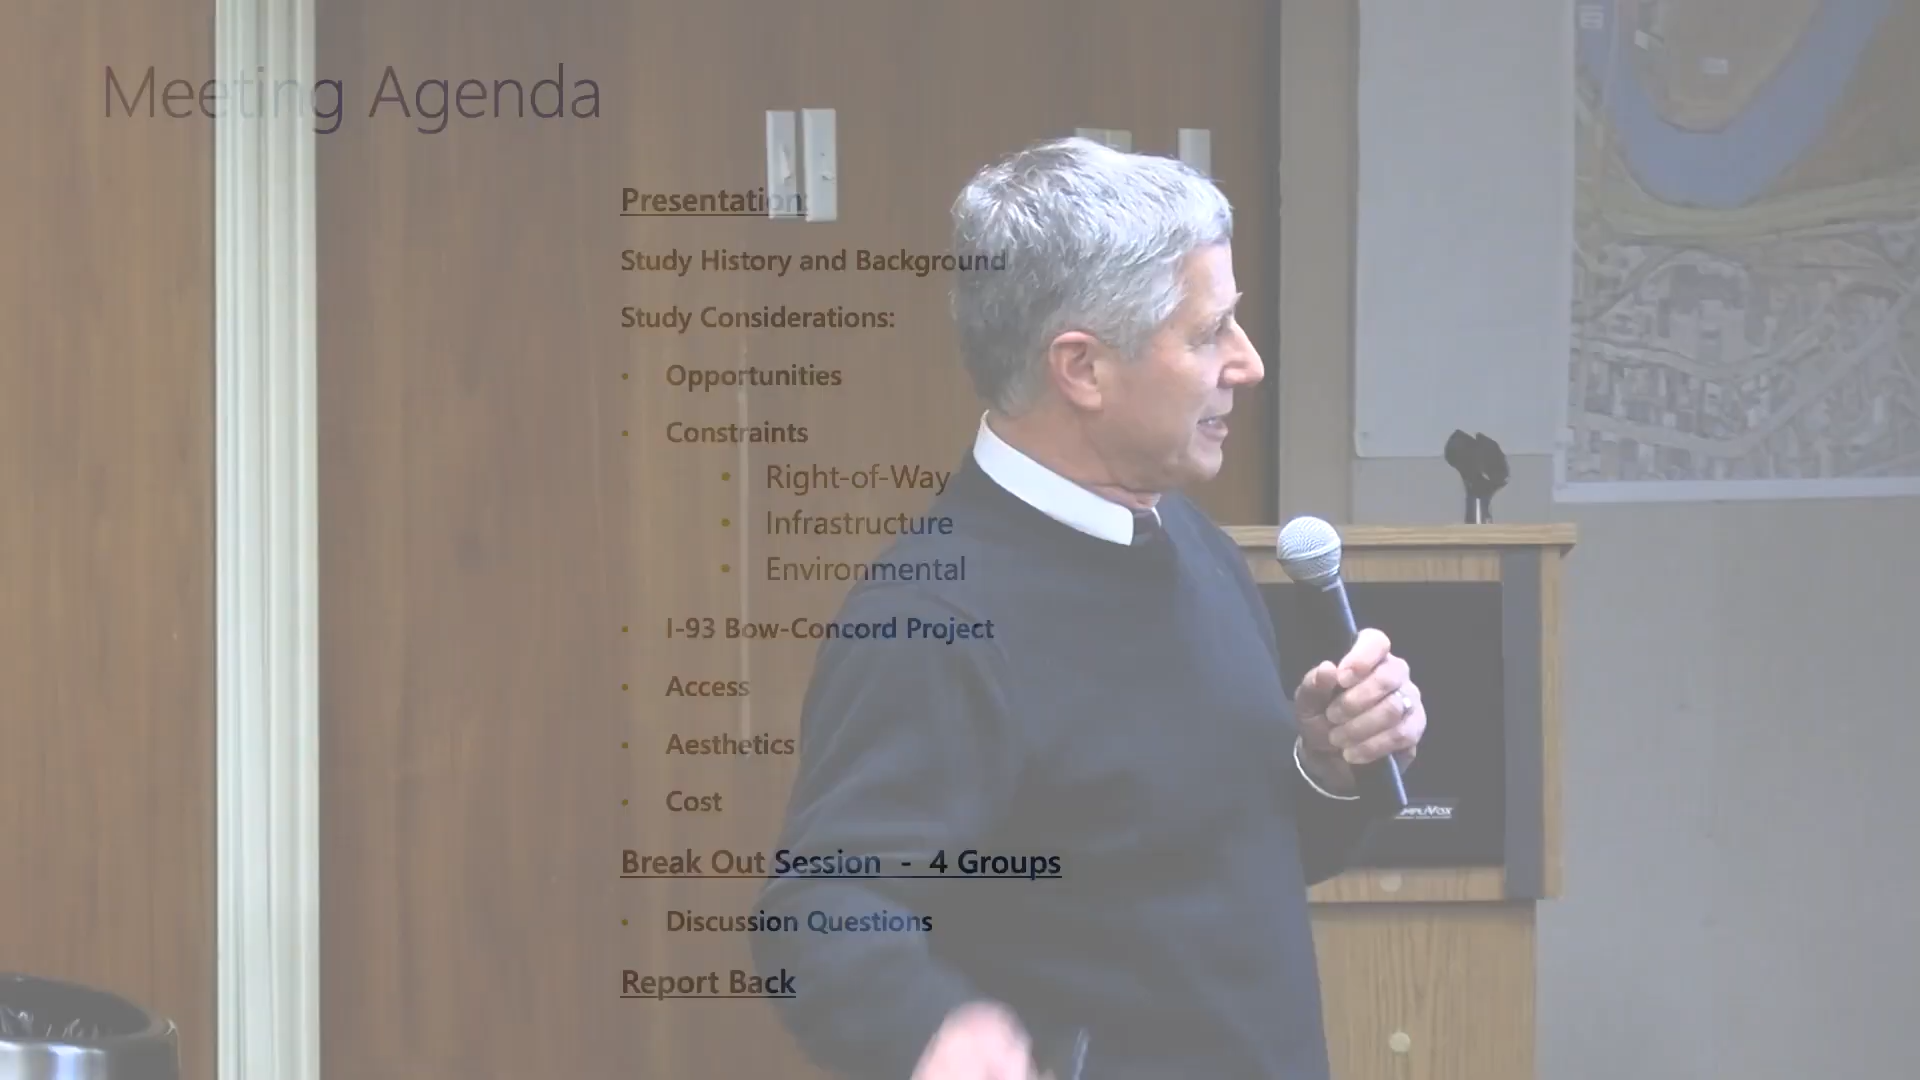 Meeting Agenda
Presentation:
Study History and Background
Study Considerations:
• Opportunities
• Constraints
• Right-of-Way
• Infrastructure
• Environmental
• I-93 Bow-Concord Project
• Access
• Aesthetics
• Cost
Break Out Session - 4 Groups
• Discussion Questions
Report Back